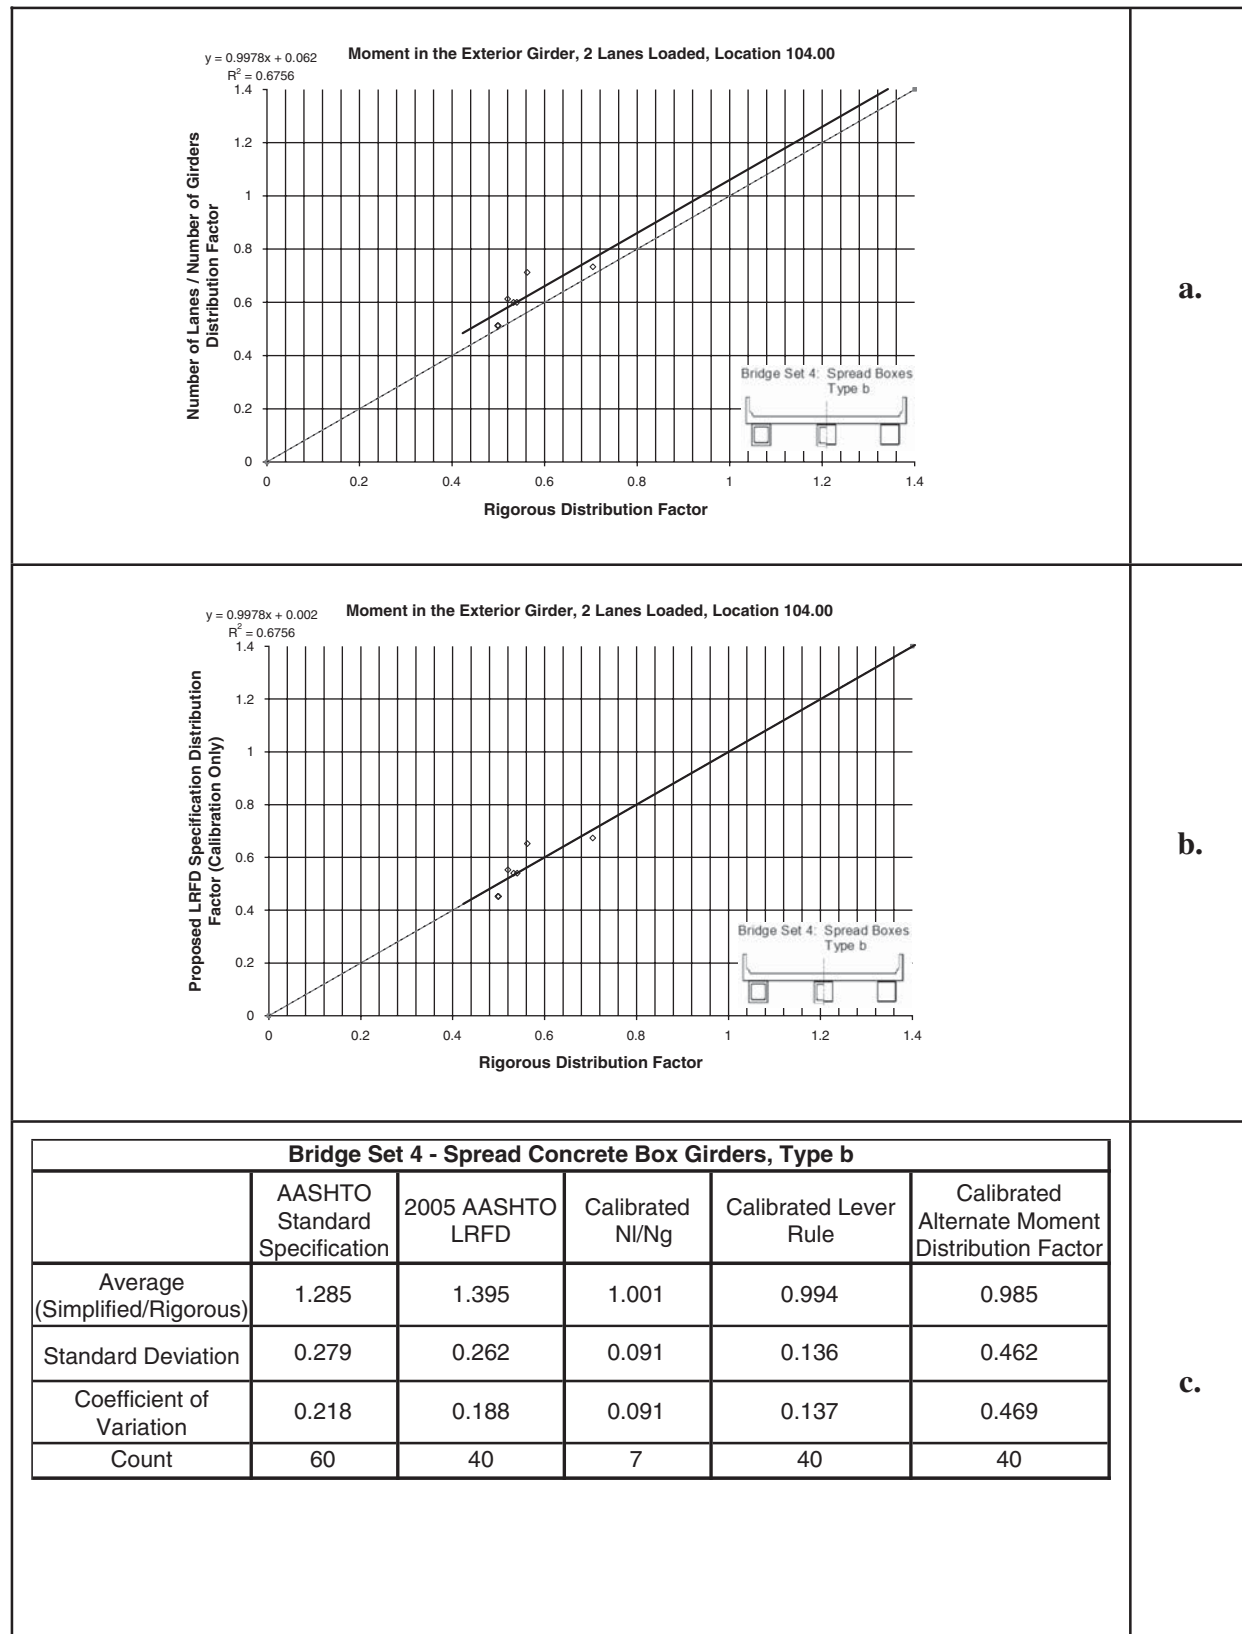 y = 0.9978x + 0.062
R² = 0.6756
Moment in the Exterior Girder, 2 Lanes Loaded, Location 104.00
Number of Lanes / Number of Girders
Distribution Factor
1.4
1.2
1
0.8
0.6
0.4
0.2
0
0 0.2 0.4 0.6 0.8 1 1.2 1.4
Rigorous Distribution Factor
Bridge Set 4: Spread Boxes
Type b
a.
y = 0.9978x + 0.002
R² = 0.6756
Moment in the Exterior Girder, 2 Lanes Loaded, Location 104.00
Proposed LRFD Specification Distribution
Factor (Calibration Only)
1.4
1.2
1
0.8
0.6
0.4
0.2
0
0 0.2 0.4 0.6 0.8 1 1.2 1.4
Rigorous Distribution Factor
Bridge Set 4: Spread Boxes
Type b
b.
Bridge Set 4 - Spread Concrete Box Girders, Type b
AASHTO
Standard
Specification
2005 AASHTO
LRFD
Calibrated
Nl/Ng
Calibrated Lever
Rule
Calibrated
Alternate Moment
Distribution Factor
Average
(Simplified/Rigorous)
1.285 1.395 1.001 0.994 0.985
Standard Deviation 0.279 0.262 0.091 0.136 0.462
Coefficient of
Variation
0.218 0.188 0.091 0.137 0.469
Count 60 40 7 40 40
c.